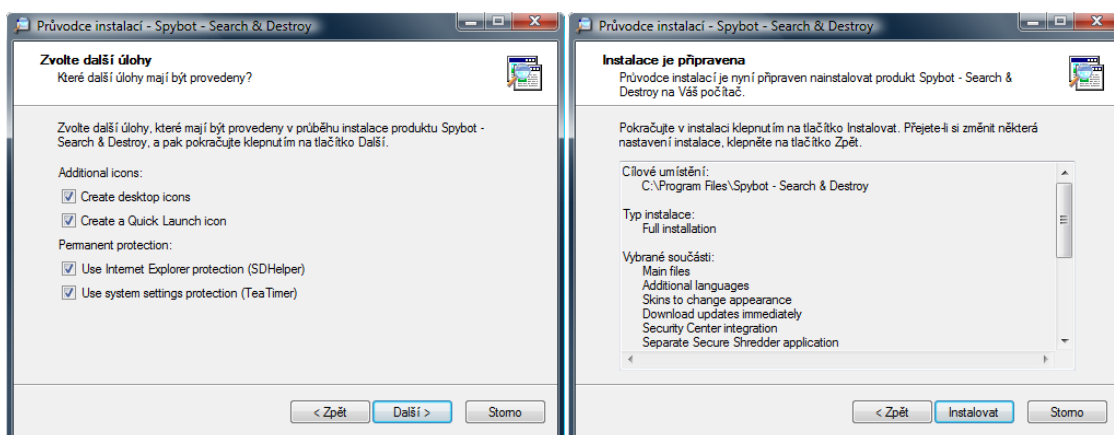 Průvodce instalací - Spybot - Search & Destroy
Zvolte další úlohy
Které další úlohy mají být provedeny?
Zvolte další úlohy, které mají být provedeny v průběhu instalace produktu Spybot -
Search & Destroy, a pak pokračujte klepnutím na tlačítko Další.
Additional icons:
Create desktop icons
Create a Quick Launch icon
Permanent protection:
Use Internet Explorer protection (SDHelper)
Use system settings protection (TeaTimer)
< Zpět
Další >
Storno
Průvodce instalací - Spybot - Search & Destroy
Instalace je připravena
Průvodce instalací je nyní připraven nainstalovat produkt Spybot - Search &
Destroy na Váš počítač.
Pokračujte v instalaci klepnutím na tlačítko Instalovat. Přejete-li si změnit některá
nastavení instalace, klepněte na tlačítko Zpět.
Cílové umístění:
C:\Program Files\Spybot - Search & Destroy
Typ instalace:
Full installation
Vybrané součásti:
Main files
Additional languages
Skins to change appearance
Download updates immediately
Security Center integration
Separate Secure Shredder application
< Zpět
Instalovat
Storno